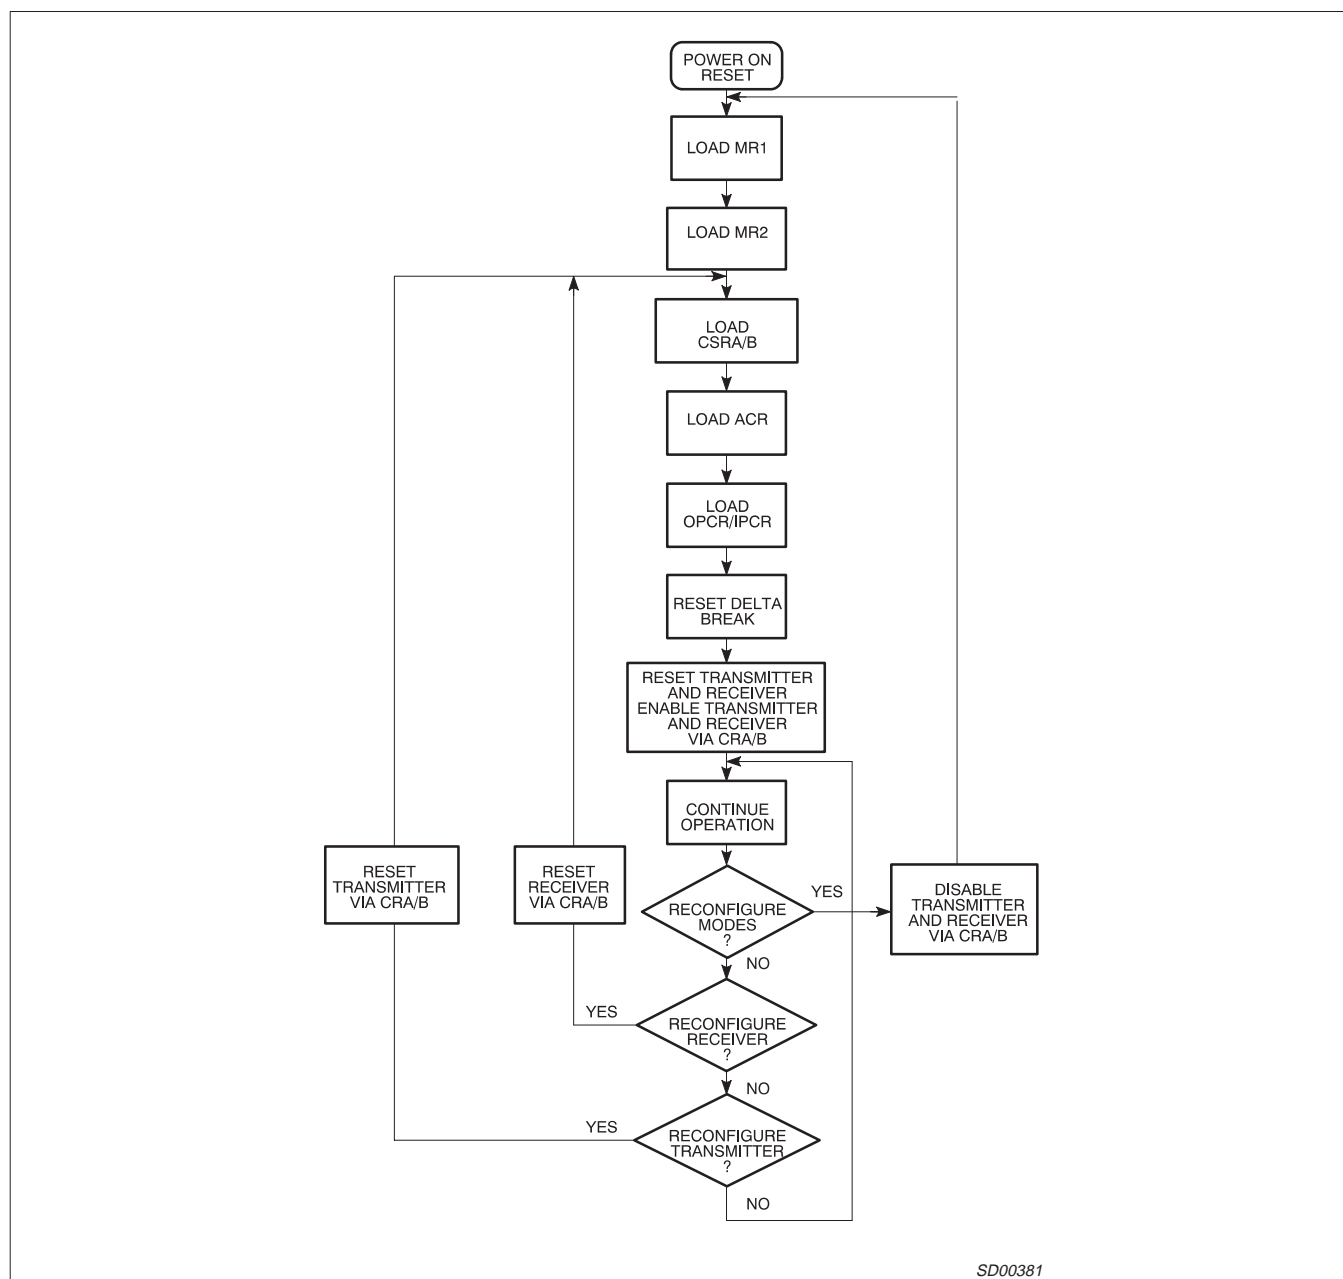 POWER ON
RESET
LOAD MR1
LOAD MR2
LOAD
CSRA/B
LOAD ACR
LOAD
OPCR/IPCR
RESET DELTA
BREAK
RESET TRANSMITTER
AND RECEIVER
ENABLE TRANSMITTER
AND RECEIVER
VIA CRA/B
CONTINUE
OPERATION
RESET
TRANSMITTER
VIA CRA/B
RESET
RECEIVER
VIA CRA/B
RECONFIGURE
MODES
?
YES
DISABLE
TRANSMITTER
AND RECEIVER
VIA CRA/B
NO
YES
RECONFIGURE
RECEIVER
?
NO
YES
RECONFIGURE
TRANSMITTER
?
NO
SD00381